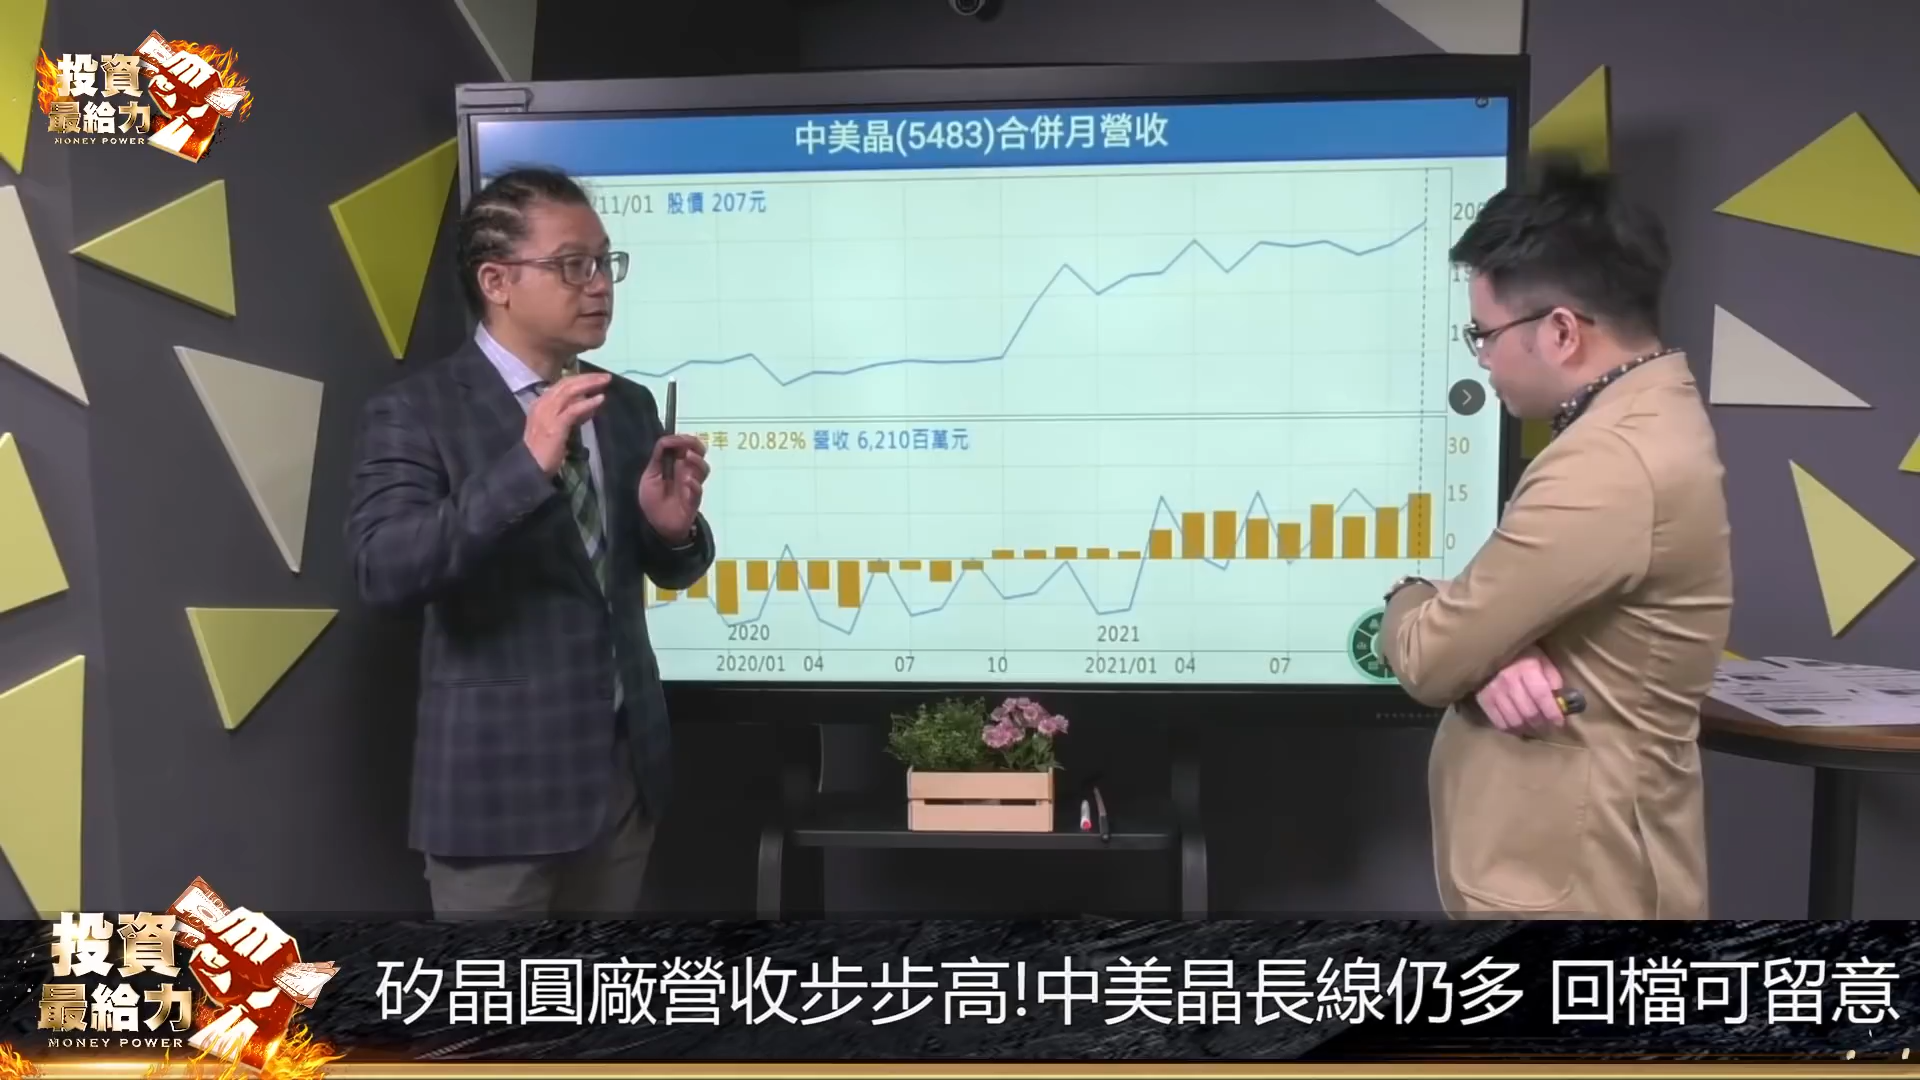 投資
最給力
MONEY POWER
中美晶(5483)合併月營收
/11/01 股價 207元
200
率 20.82% 營收 6,210百萬元
30
15
0
2020
2021
2020/01 04 07 10 2021/01 04 07
投資
最給力
MONEY POWER
矽晶圓廠營收步步高!中美晶長線仍多 回檔可留意